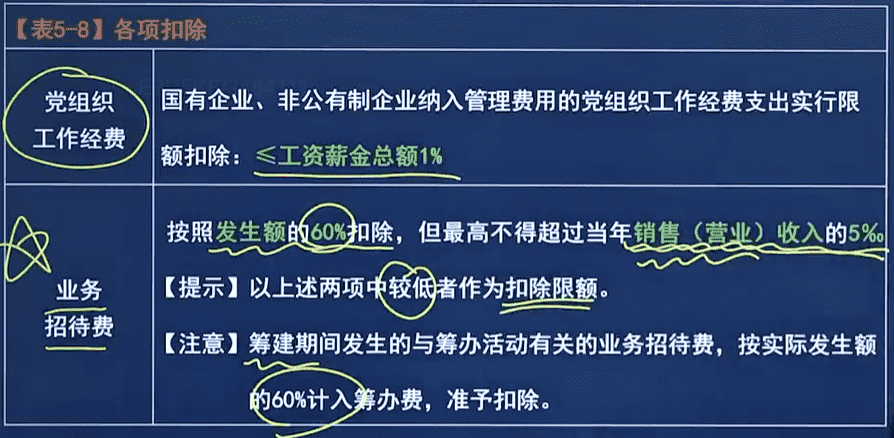 【表5-8】各项扣除
党组织
工作经费
国有企业、非公有制企业纳入管理费用的党组织工作经费支出实行限
额扣除：≤工资薪金总额1%
业务
招待费
按照发生额的60%扣除，但最高不得超过当年销售（营业）收入的5‰
【提示】以上述两项中较低者作为扣除限额。
【注意】筹建期间发生的与筹办活动有关的业务招待费，按实际发生额
的60%计入筹办费，准予扣除。